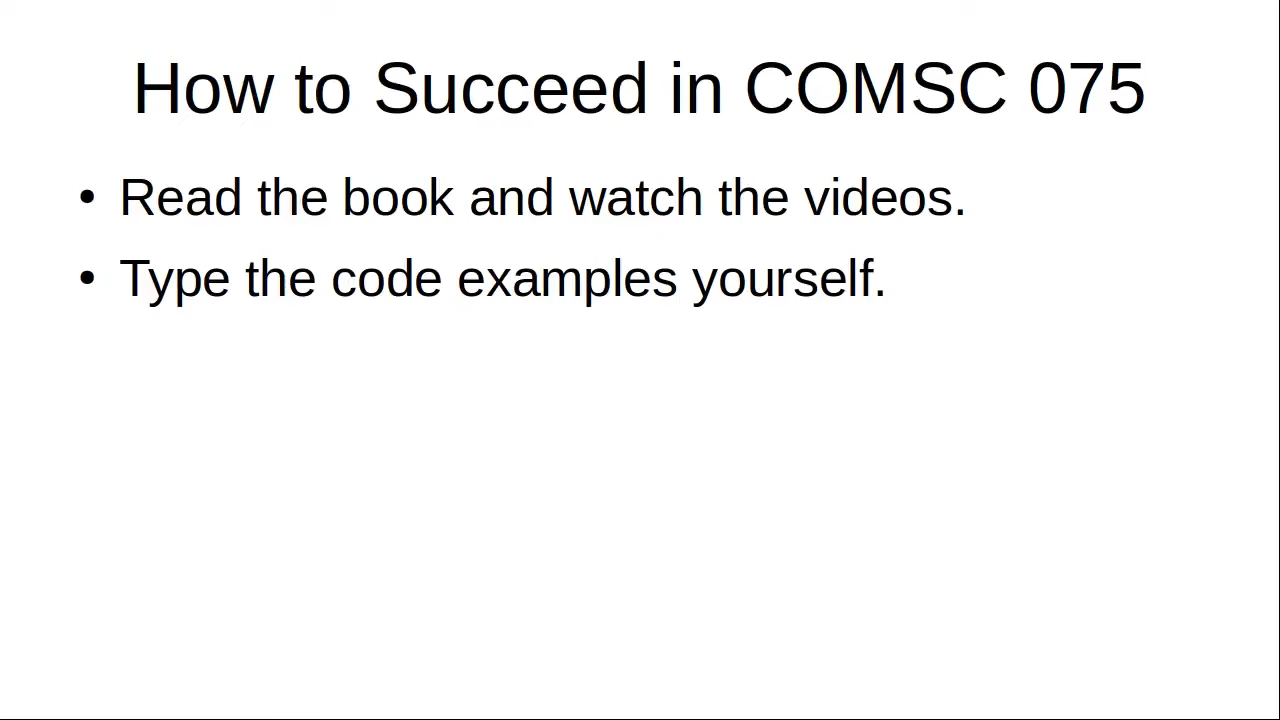 How to Succeed in COMSC 075
• Read the book and watch the videos.
• Type the code examples yourself.